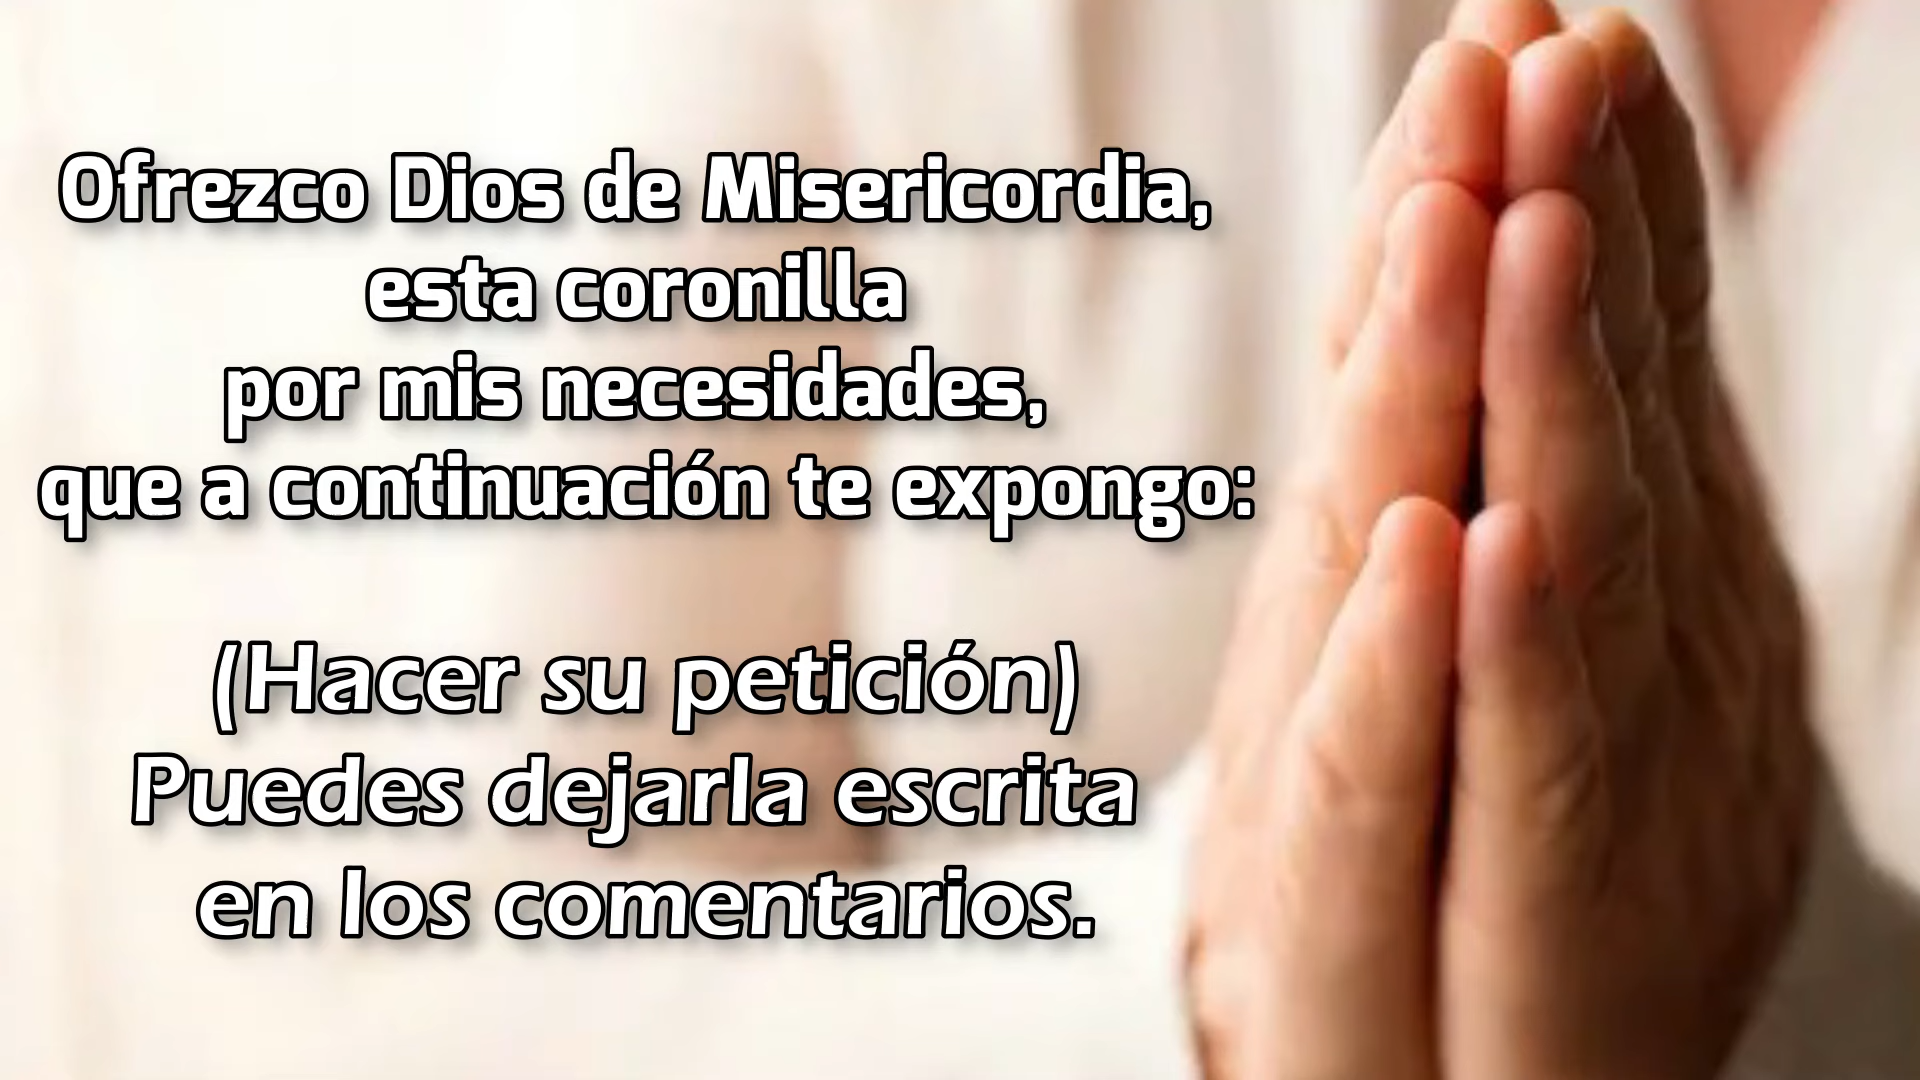 Ofrezco Dios de Misericordia,
esta coronilla
por mis necesidades,
que a continuación te expongo:
(Hacer su petición)
Puedes dejarla escrita
en los comentarios.